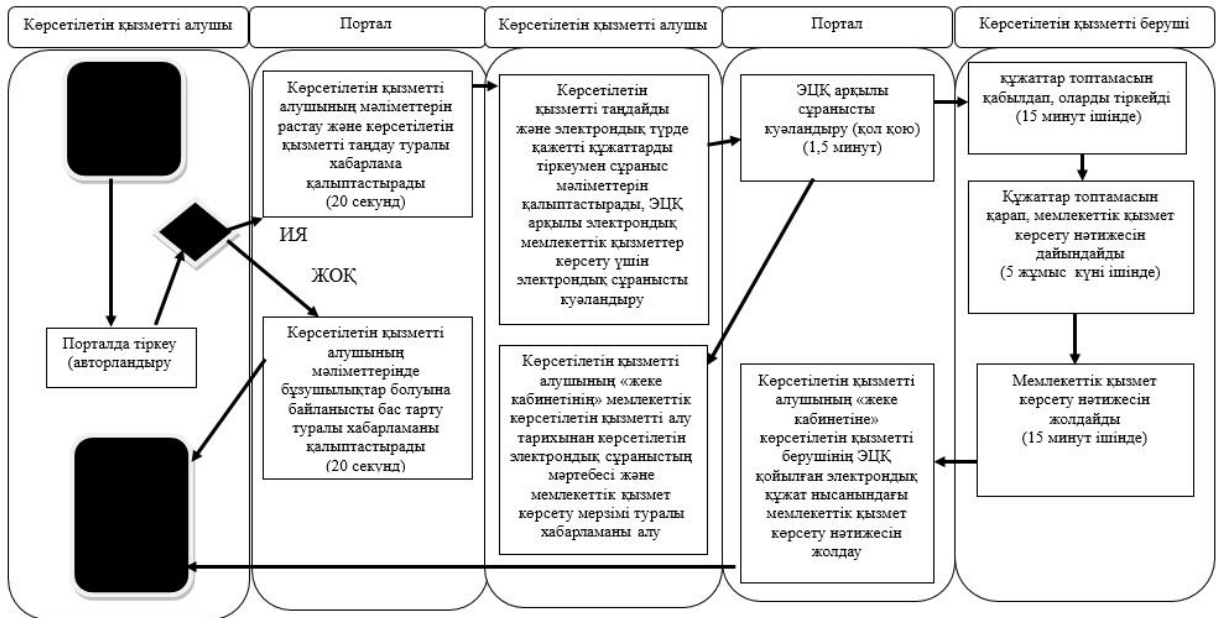 Көрсетілетін қызметті алушы
Портал
Көрсетілетін қызметті алушы
Портал
Көрсетілетін қызметті беруші
Порталда тіркеу
(авторландыру
Көрсетілетін қызметті
алушының мәліметтерін
растау және көрсетілетін
қызметті таңдау туралы
хабарлама
қалыптастырады
(20 секунд)
ИЯ
ЖОҚ
Көрсетілетін қызметті
алушының
мәліметтерінде
бұзушылықтар болуына
байланысты бас тарту
туралы хабарламаны
қалыптастырады
(20 секунд)
Көрсетілетін
қызметті таңдайды
және электрондық түрде
қажетті құжаттарды
тіркеумен сұраныс
мәліметтерін
қалыптастырады, ЭЦҚ
арқылы электрондық
мемлекеттік қызметтер
көрсету үшін
электрондық сұранысты
куәландыру
Көрсетілетін қызметті
алушының «жеке
кабинетінің» мемлекеттік
көрсетілетін қызметті алу
тарихынан көрсетілетін
электрондық сұраныстың
мәртебесі және
мемлекеттік қызмет
көрсету мерзімі туралы
хабарламаны алу
ЭЦҚ арқылы
сұранысты
куәландыру (қол қою)
(1,5 минут)
Көрсетілетін қызметті
алушының «жеке
кабинетіне»
көрсетілетін қызметті
берушінің ЭЦҚ
қойылған электрондық
құжат нысанындағы
мемлекеттік қызмет
көрсету нәтижесін
жолдау
құжаттар топтамасын
қабылдап, оларды тіркейді
(15 минут ішінде)
Құжаттар топтамасын
қарап, мемлекеттік қызмет
көрсету нәтижесін
дайындайды
(5 жұмыс күні ішінде)
Мемлекеттік қызмет
көрсету нәтижесін
жолдайды
(15 минут ішінде)